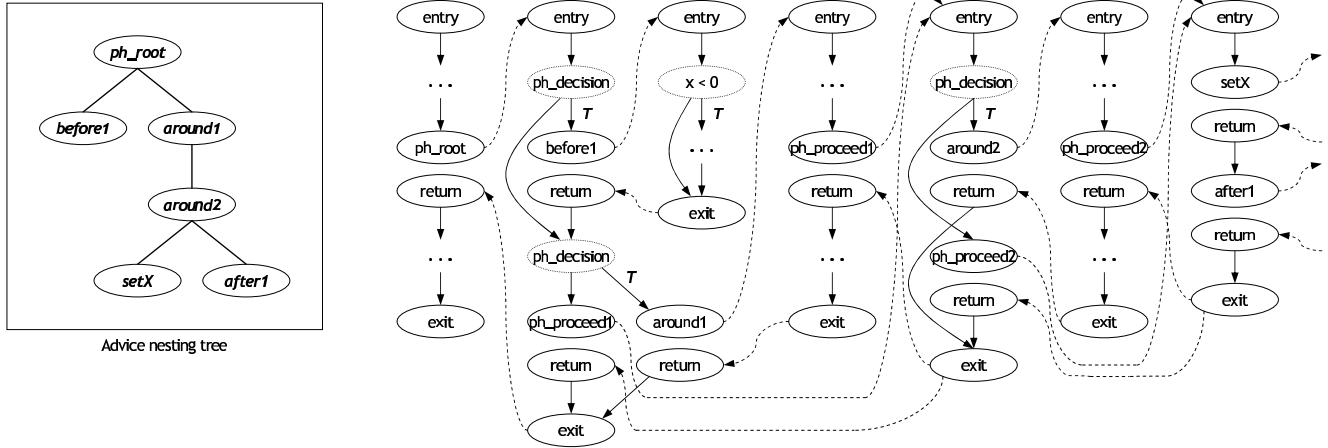 ph_root
before1
around1
around2
setX
after1
Advice nesting tree
entry
...
ph_root
return
...
exit
entry
ph_decision
T
before1
return
ph_decision
T
ph_proceed1
around1
return
return
exit
entry
x < 0
T
...
exit
entry
...
ph_proceed1
return
...
exit
entry
ph_decision
T
around2
return
ph_proceed2
return
exit
entry
...
ph_proceed2
return
...
exit
entry
setX
return
after1
return
exit